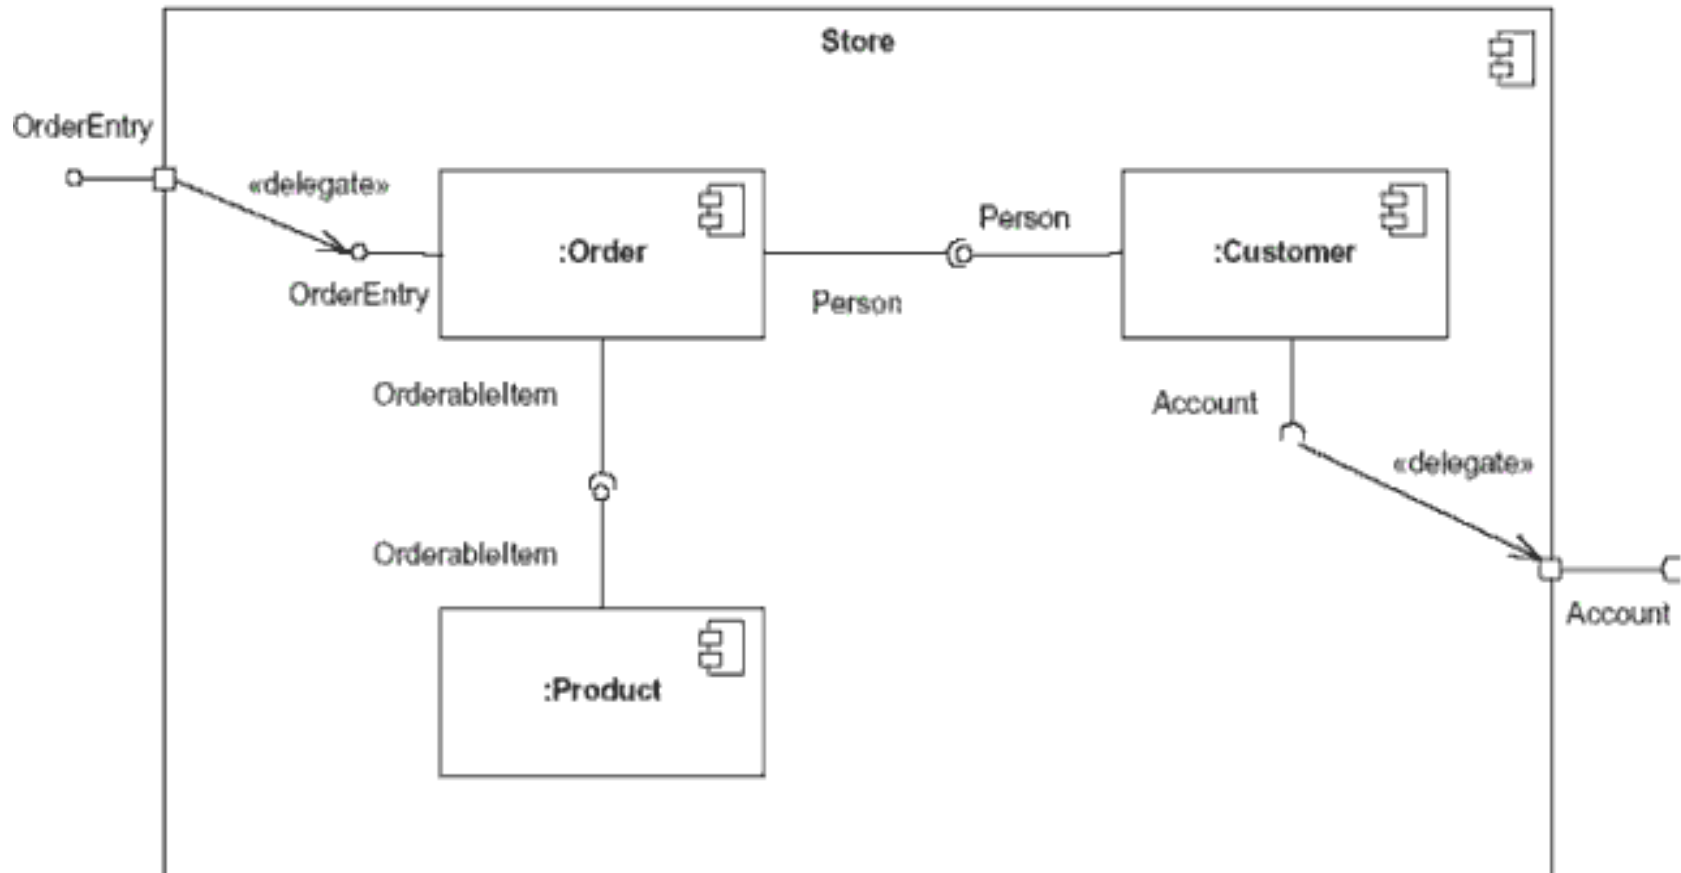 Store
OrderEntry
«delegate»
:Order
OrderEntry
Person
Person
:Customer
OrderableItem
Account
«delegate»
OrderableItem
Account
:Product